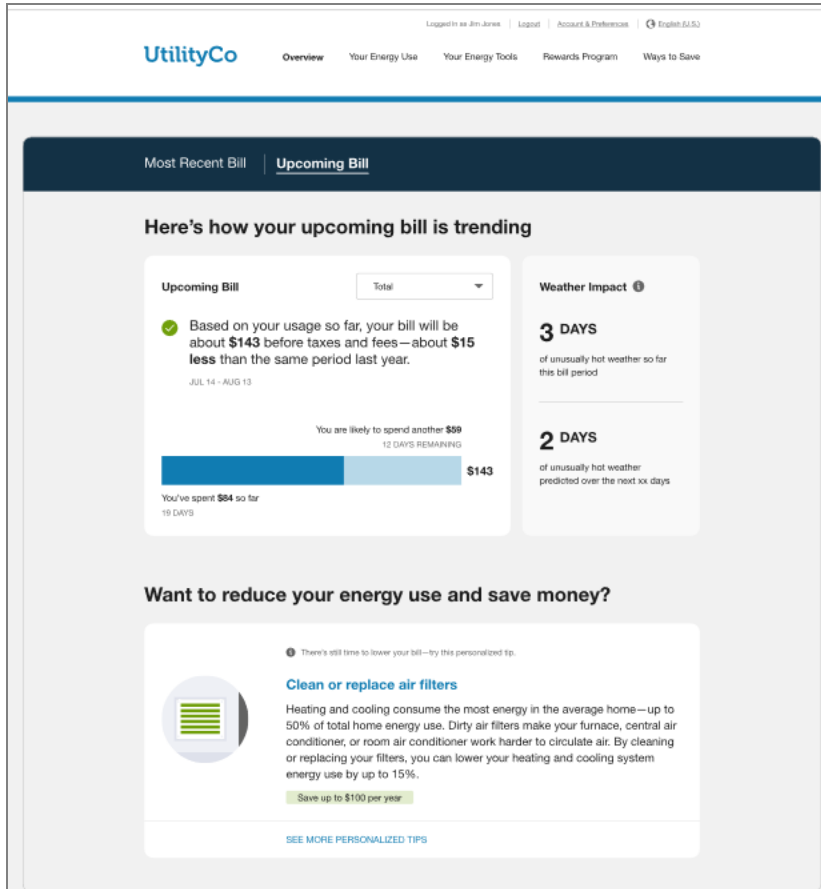 Logged in as Jim Jones Logout Account & Preferences English (U.S.)
UtilityCo Overview Your Energy Use Your Energy Tools Rewards Program Ways to Save
Most Recent Bill Upcoming Bill
Here’s how your upcoming bill is trending
Upcoming Bill Total
Based on your usage so far, your bill will be
about $143 before taxes and fees—about $15
less than the same period last year.
JUL 14 - AUG 13
You are likely to spend another $59
12 DAYS REMAINING
$143
You’ve spent $84 so far
19 DAYS
Weather Impact
3 DAYS
of unusually hot weather so far
this bill period
2 DAYS
of unusually hot weather
predicted over the next xx days
Want to reduce your energy use and save money?
There’s still time to lower your bill—try this personalized tip.
Clean or replace air filters
Heating and cooling consume the most energy in the average home—up to
50% of total home energy use. Dirty air filters make your furnace, central air
conditioner, or room air conditioner work harder to circulate air. By cleaning
or replacing your filters, you can lower your heating and cooling system
energy use by up to 15%.
Save up to $100 per year
SEE MORE PERSONALIZED TIPS